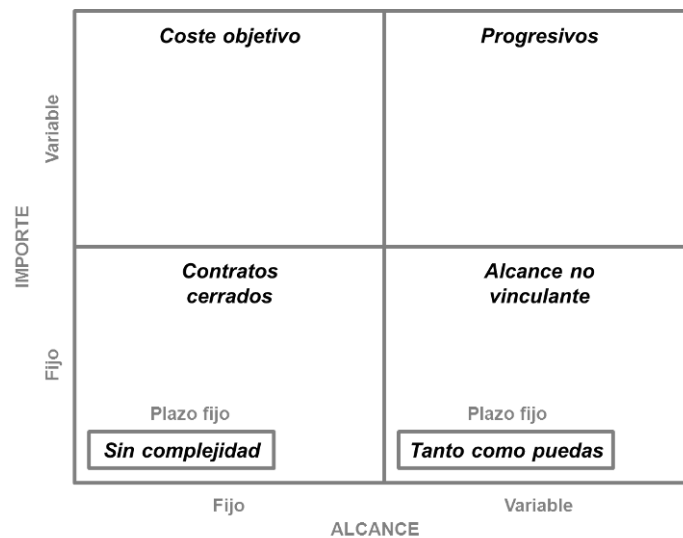 Coste objetivo
Progresivos
Variable
IMPORTE
Contratos
cerrados
Alcance no
vinculante
Fijo
Plazo fijo
Sin complejidad
Plazo fijo
Tanto como puedas
Fijo
Variable
ALCANCE